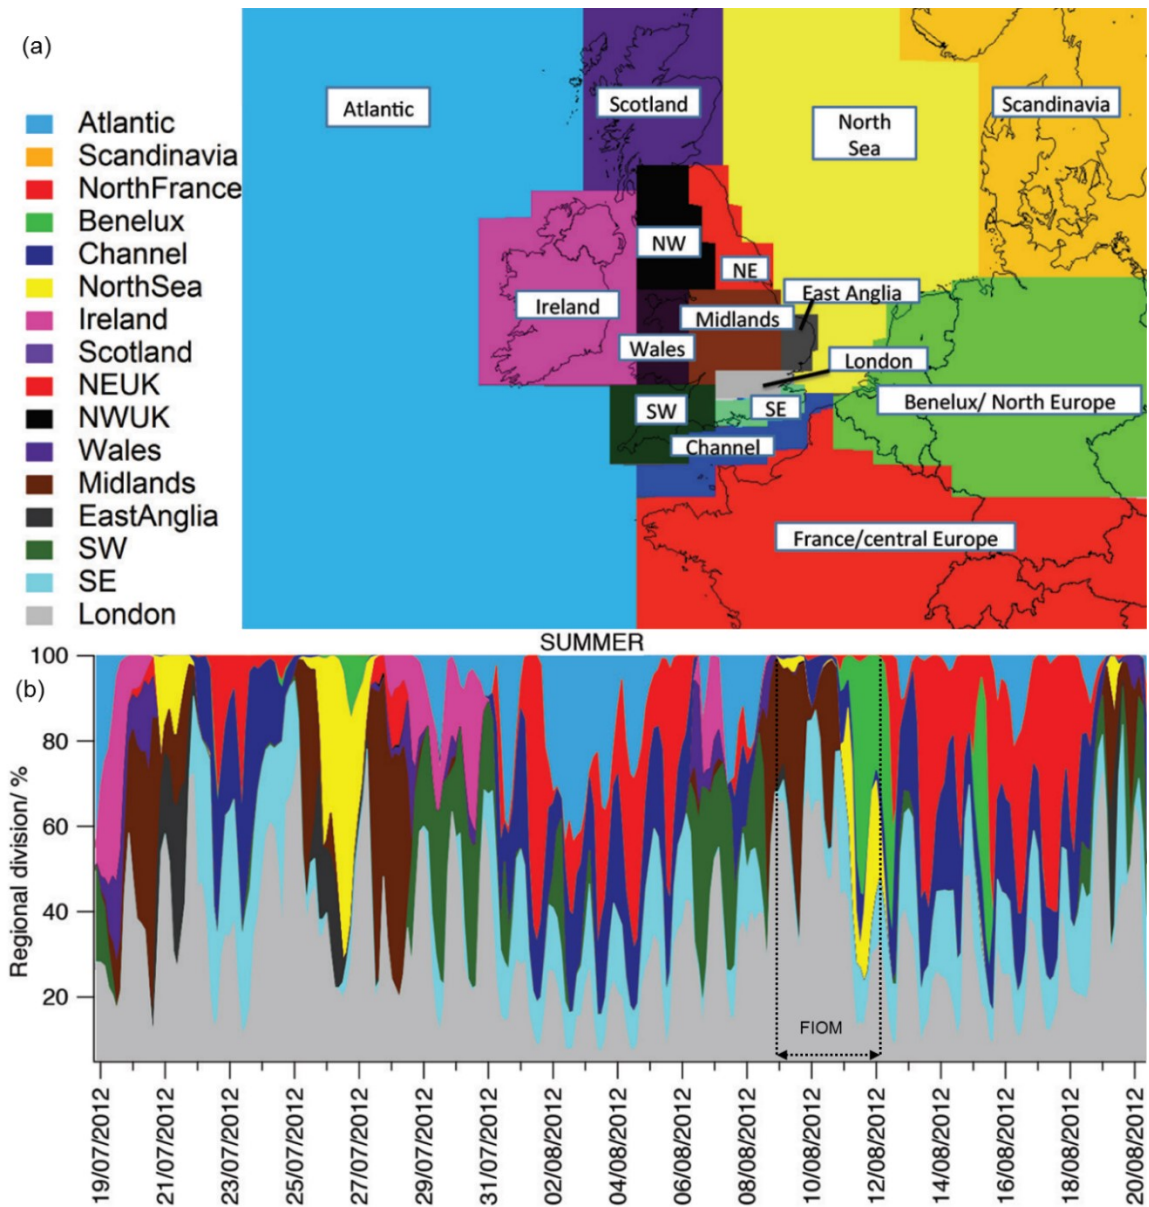 (a)
Atlantic
Scandinavia
NorthFrance
Benelux
Channel
NorthSea
Ireland
Scotland
NEUK
NWUK
Wales
Midlands
EastAnglia
SW
SE
London
Atlantic
Scotland
North
Sea
Scandinavia
NW
NE
Ireland
East Anglia
Midlands
Wales
London
SW
SE
Benelux/ North Europe
Channel
France/central Europe
SUMMER
(b)
Regional division/ %
100
80
60
40
20
FIOM
19/07/2012
21/07/2012
23/07/2012
25/07/2012
27/07/2012
29/07/2012
31/07/2012
02/08/2012
04/08/2012
06/08/2012
08/08/2012
10/08/2012
12/08/2012
14/08/2012
16/08/2012
18/08/2012
20/08/2012